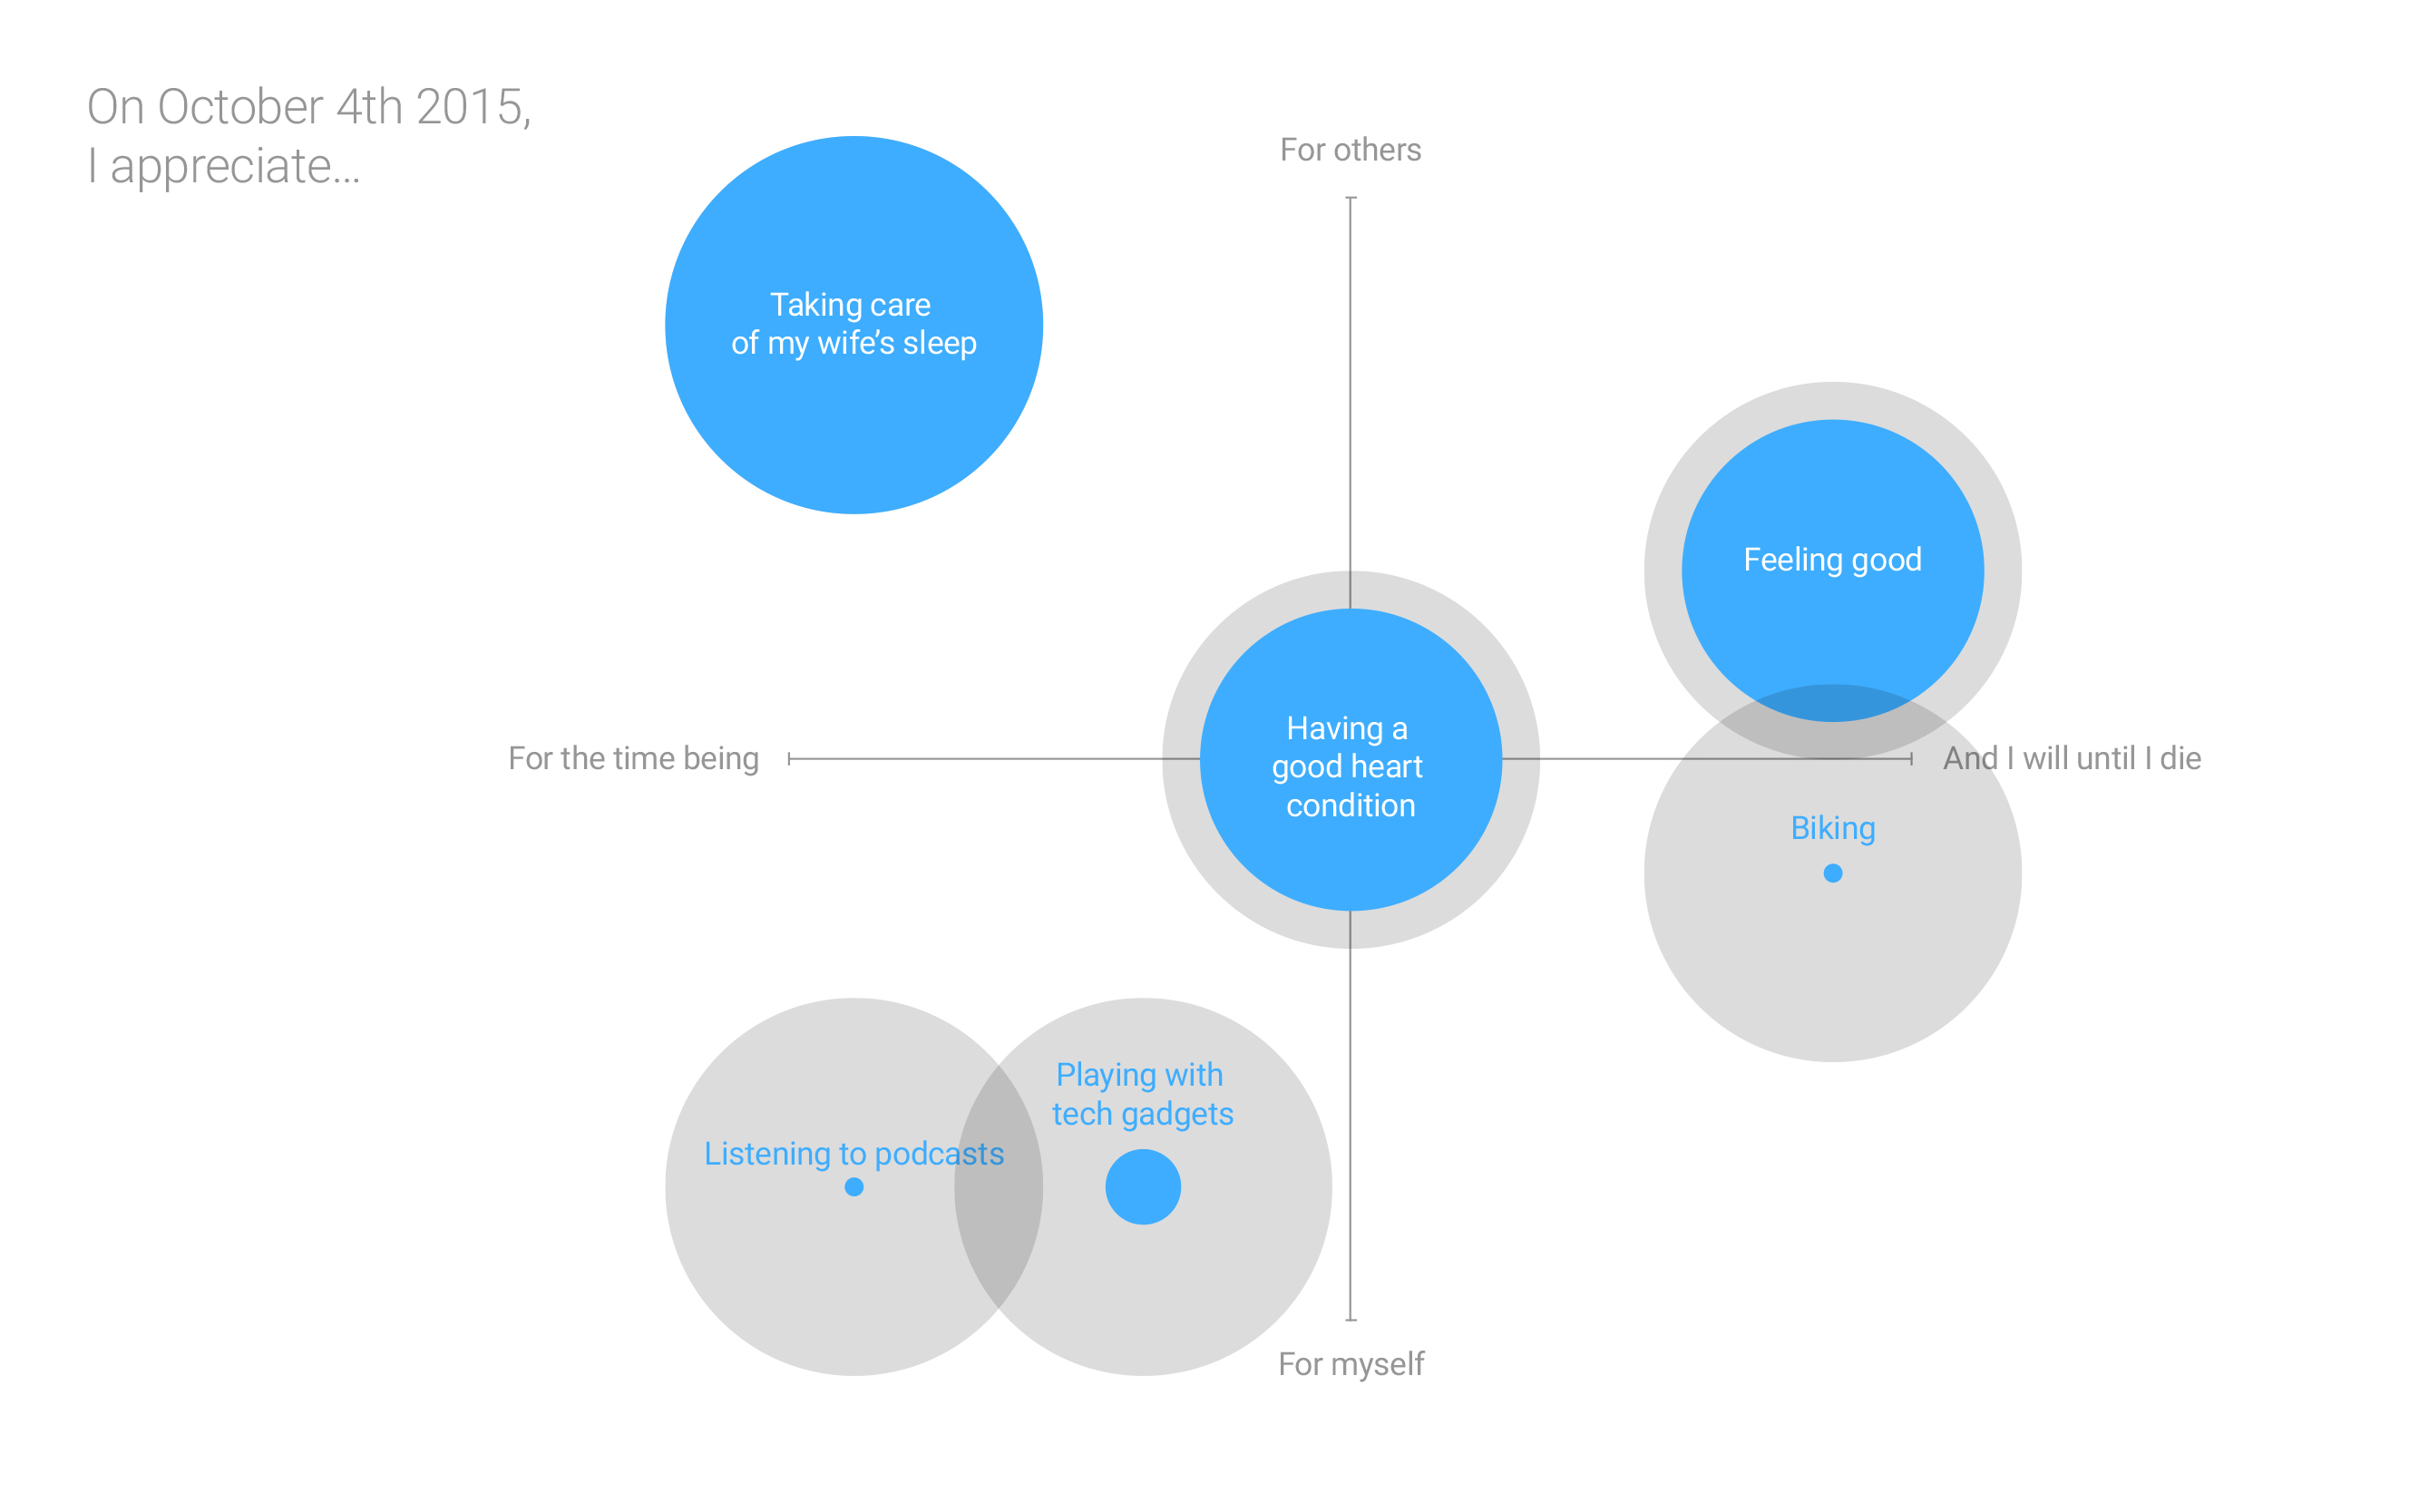 On October 4th 2015,
I appreciate...
For others
Taking care
of my wife’s sleep
Feeling good
Having a
good heart
condition
For the time being
And I will until I die
Biking
Playing with
tech gadgets
Listening to podcasts
For myself